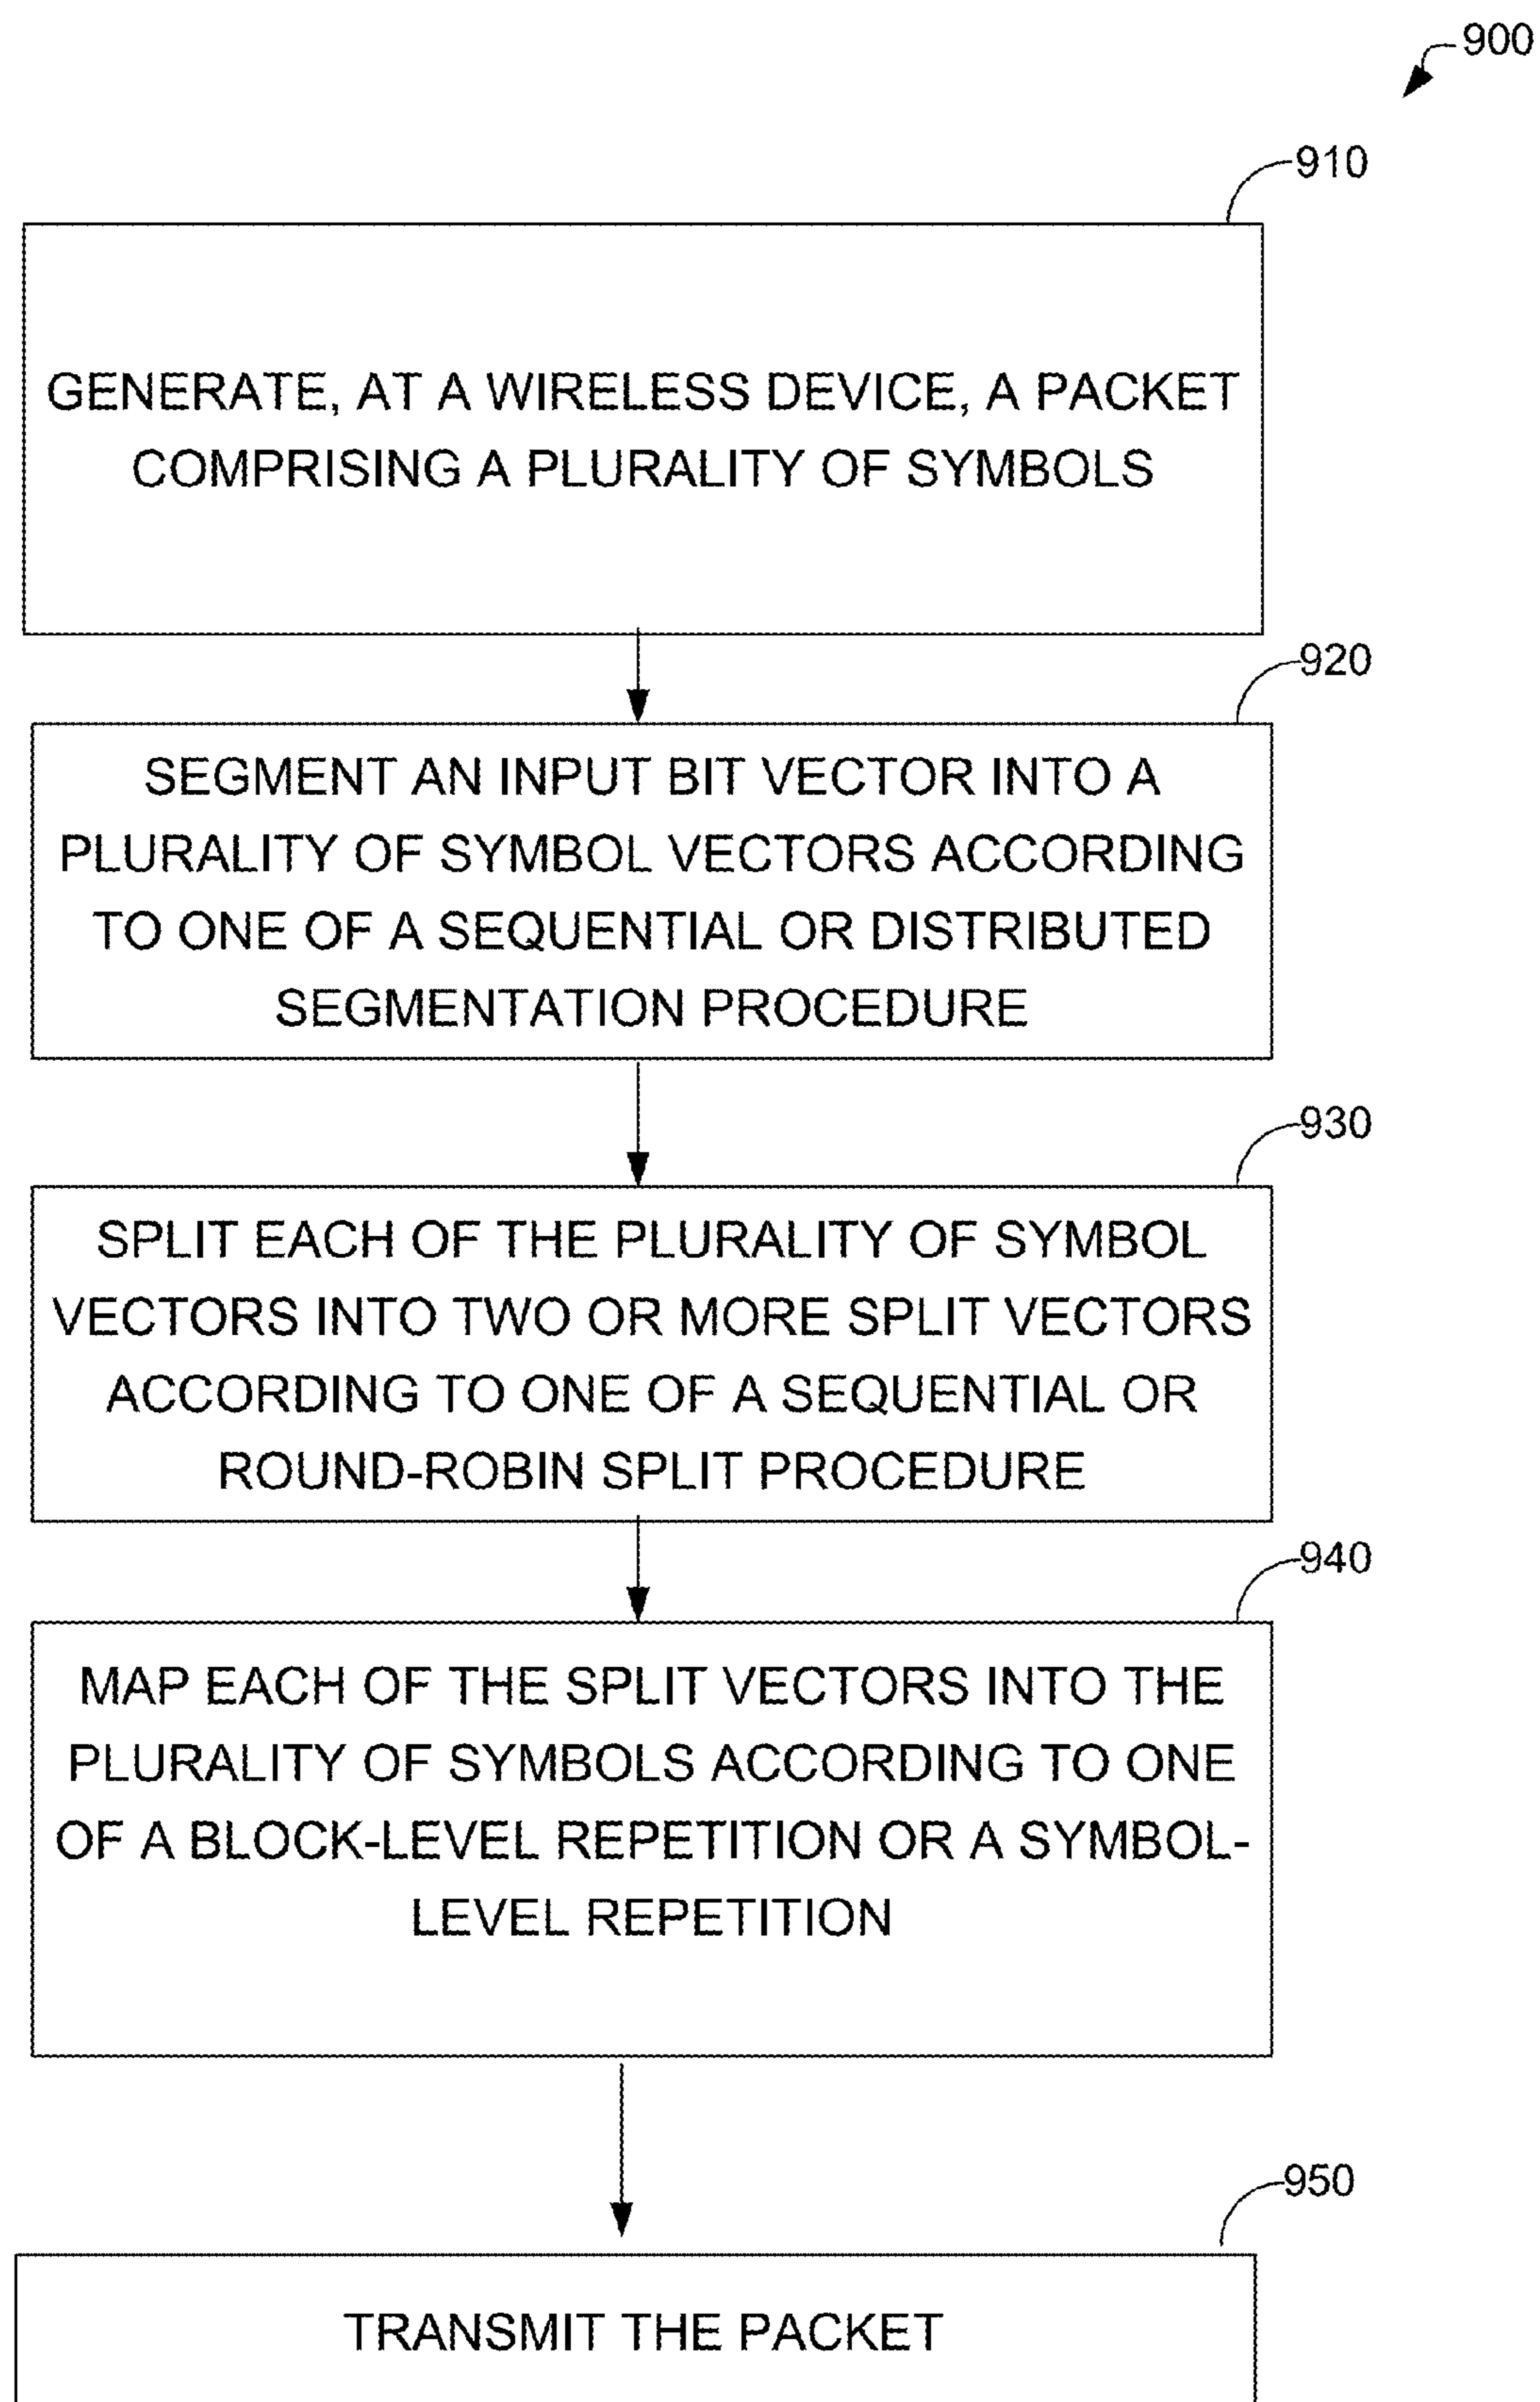 900
910
GENERATE, AT A WIRELESS DEVICE, A PACKET
COMPRISING A PLURALITY OF SYMBOLS
920
SEGMENT AN INPUT BIT VECTOR INTO A
PLURALITY OF SYMBOL VECTORS ACCORDING
TO ONE OF A SEQUENTIAL OR DISTRIBUTED
SEGMENTATION PROCEDURE
930
SPLIT EACH OF THE PLURALITY OF SYMBOL
VECTORS INTO TWO OR MORE SPLIT VECTORS
ACCORDING TO ONE OF A SEQUENTIAL OR
ROUND-ROBIN SPLIT PROCEDURE
940
MAP EACH OF THE SPLIT VECTORS INTO THE
PLURALITY OF SYMBOLS ACCORDING TO ONE
OF A BLOCK-LEVEL REPETITION OR A SYMBOL-
LEVEL REPETITION
950
TRANSMIT THE PACKET